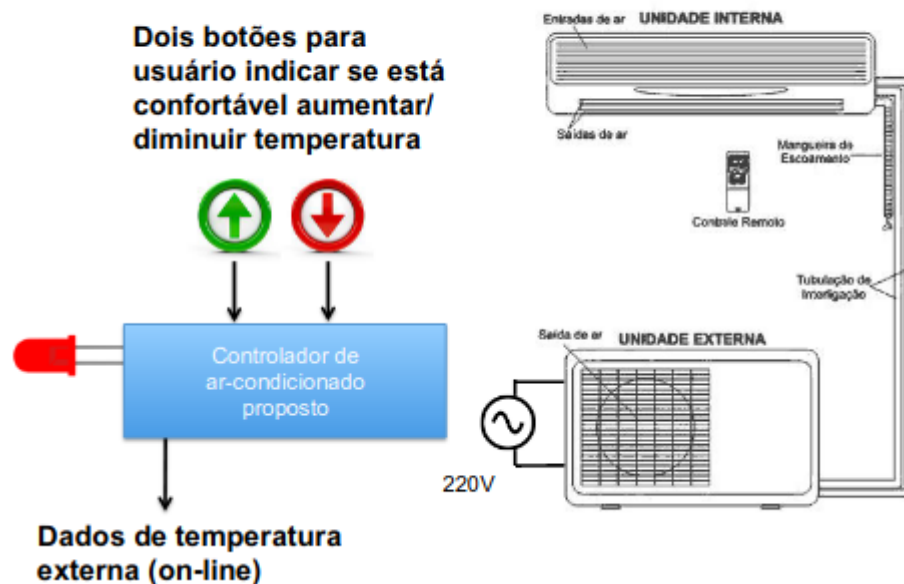 Dois botões para
usuário indicar se está
confortável aumentar/
diminuir temperatura
Controlador de
ar-condicionado
proposto
Dados de temperatura
externa (on-line)
Entradas de ar
UNIDADE INTERNA
Saídas de ar
Mangueira de
Escoamento
Controle Remoto
Tubulação de
Interligação
Saída de ar
UNIDADE EXTERNA
220V